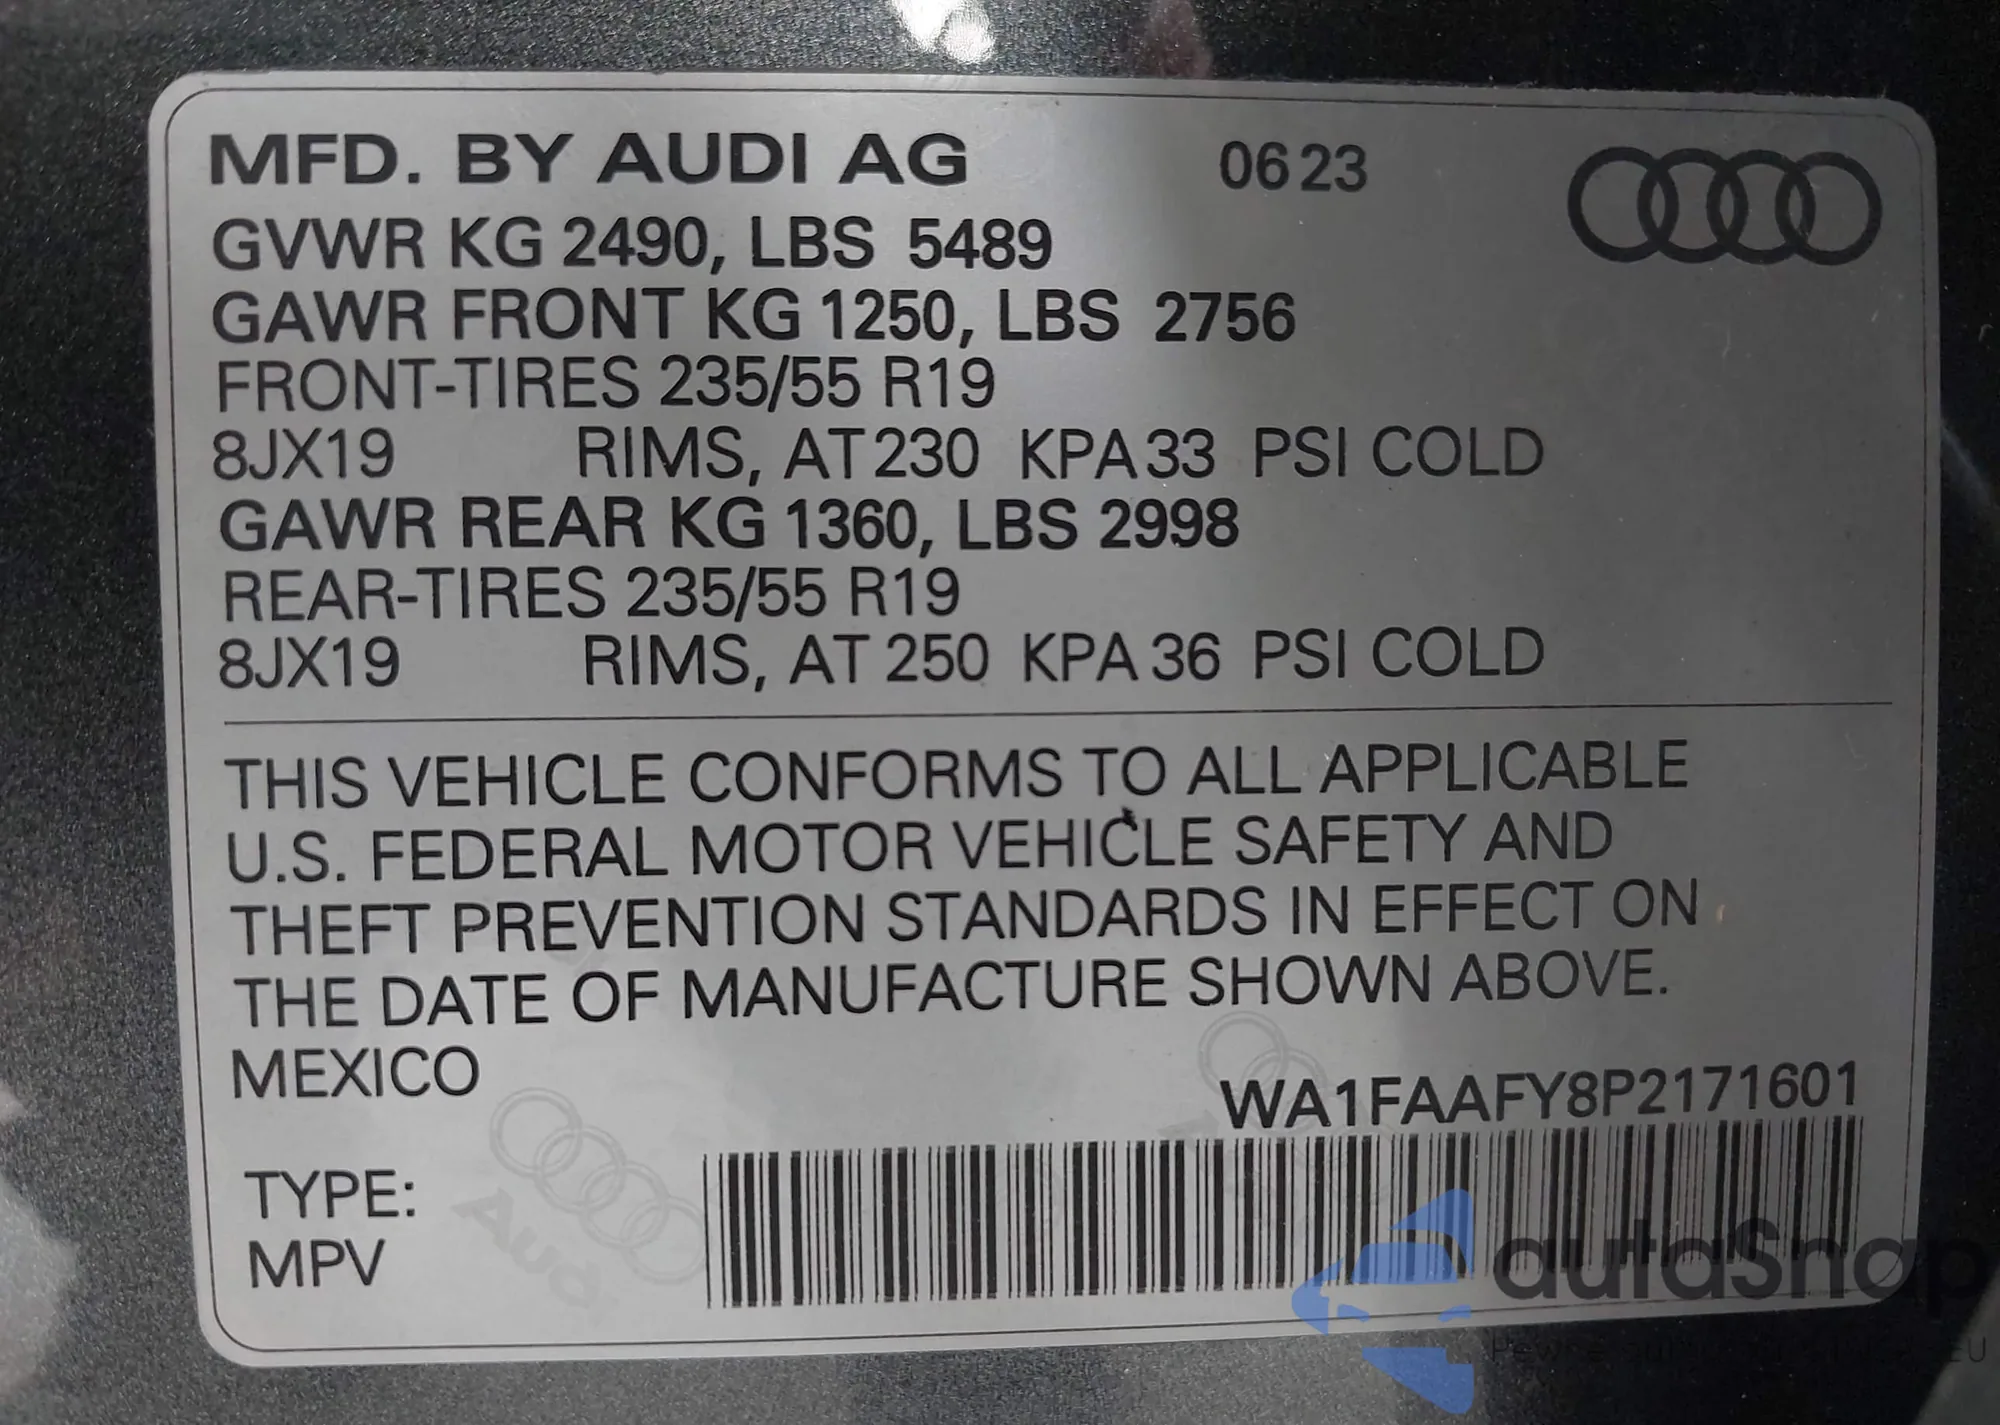 MFD. BY AUDI AG 0623
GVWR KG 2490, LBS 5489
GAWR FRONT KG 1250, LBS 2756
FRONT-TIRES 235/55 R19
8JX19 RIMS, AT 230 KPA 33 PSI COLD
GAWR REAR KG 1360, LBS 2998
REAR-TIRES 235/55 R19
8JX19 RIMS, AT 250 KPA 36 PSI COLD
THIS VEHICLE CONFORMS TO ALL APPLICABLE
U.S. FEDERAL MOTOR VEHICLE SAFETY AND
THEFT PREVENTION STANDARDS IN EFFECT ON
THE DATE OF MANUFACTURE SHOWN ABOVE.
MEXICO
WA1FAAFY8P2171601
TYPE:
MPV
Audi
autaSnap